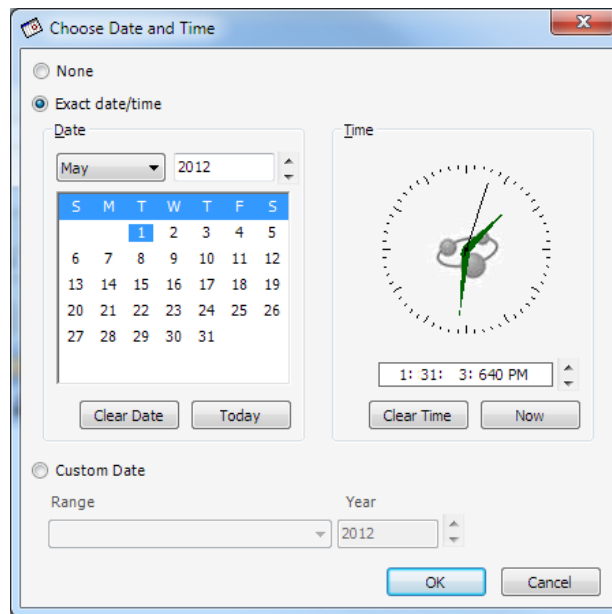 Choose Date and Time
None
Exact date/time
Date
Time
May 2012
S M T W T F S
1 2 3 4 5
6 7 8 9 10 11 12
13 14 15 16 17 18 19
20 21 22 23 24 25 26
27 28 29 30 31
1: 31: 3: 640 PM
Clear Date Today
Clear Time Now
Custom Date
Range Year
2012
OK Cancel